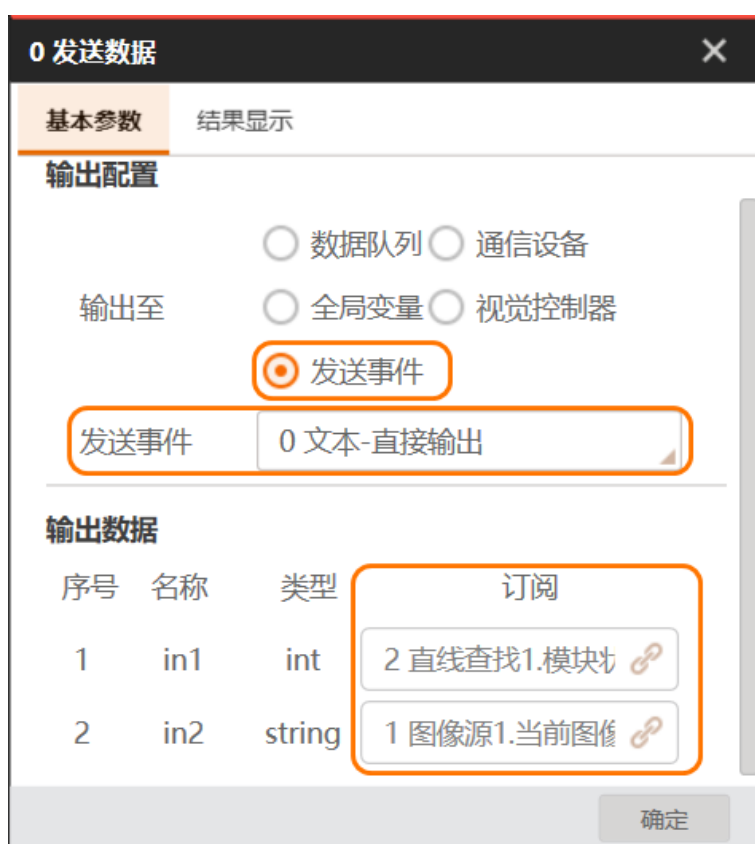 0 发送数据
基本参数 结果显示
输出配置
数据队列 通信设备
输出至 全局变量 视觉控制器
发送事件
发送事件 0 文本-直接输出
输出数据
序号 名称 类型 订阅
1 in1 int 2 直线查找1.模块
2 in2 string 1 图像源1.当前图
确定